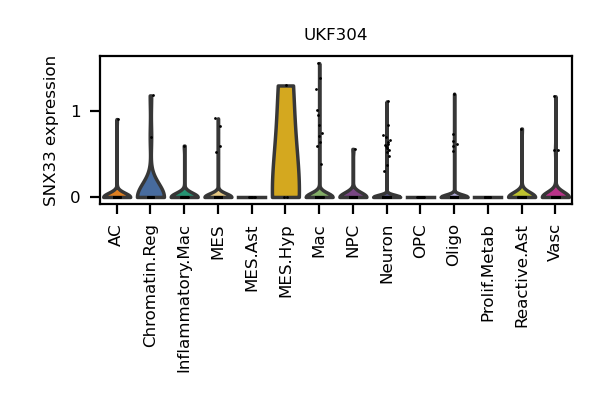 UKF304
SNX33 expression
1
0
AC
Chromatin.Reg
Inflammatory.Mac
MES
MES.Ast
MES.Hyp
Mac
NPC
Neuron
OPC
Oligo
Prolif.Metab
Reactive.Ast
Vasc